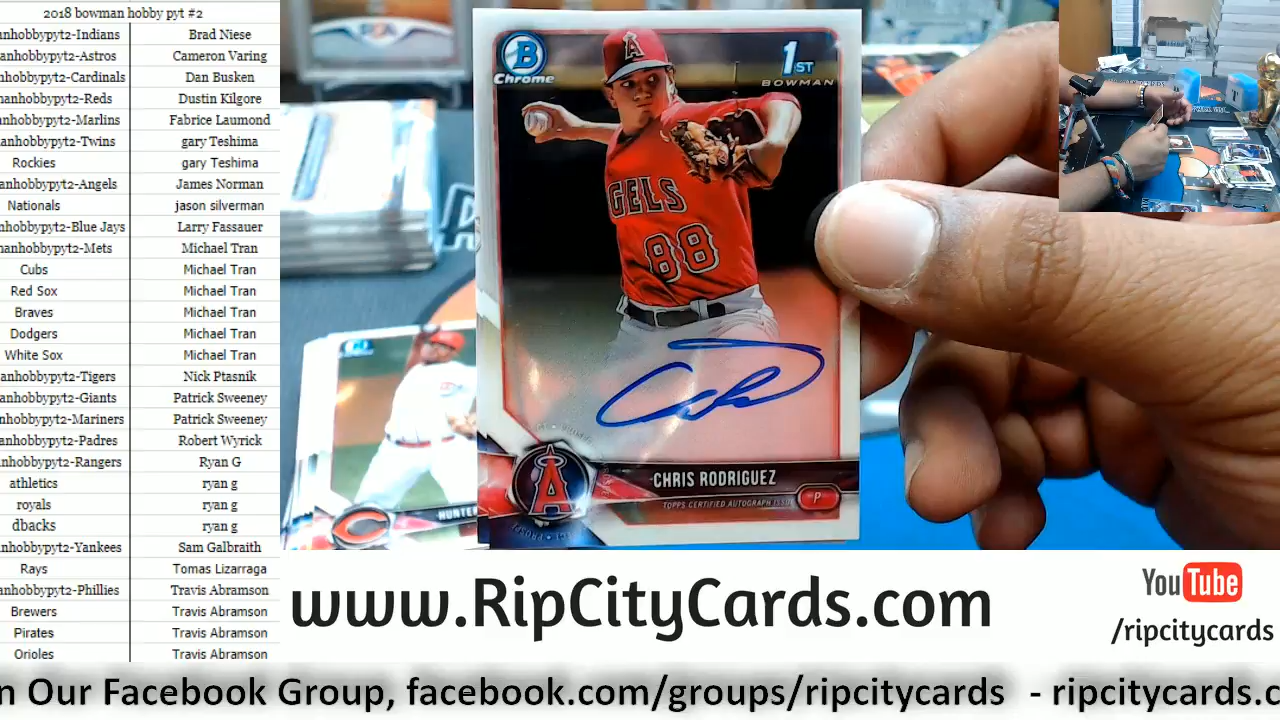 2018 bowman hobby pyt #2
anhobbypyt2-Indians Brad Niese
anhobbypyt2-Astros Cameron Varing
nhobbypyt2-Cardinals Dan Busken
manhobbypyt2-Reds Dustin Kilgore
anhobbypyt2-Marlins Fabrice Laumond
anhobbypyt2-Twins gary Teshima
Rockies gary Teshima
anhobbypyt2-Angels James Norman
Nationals jason silverman
nhobbypyt2-Blue Jays Larry Fassauer
manhobbypyt2-Mets Michael Tran
Cubs Michael Tran
Red Sox Michael Tran
Braves Michael Tran
Dodgers Michael Tran
White Sox Michael Tran
anhobbypyt2-Tigers Nick Ptasnik
anhobbypyt2-Giants Patrick Sweeney
nhobbypyt2-Mariners Patrick Sweeney
anhobbypyt2-Padres Robert Wyrick
nhobbypyt2-Rangers Ryan G
athletics ryan g
royals ryan g
dbacks ryan g
nhobbypyt2-Yankees Sam Galbraith
Rays Tomas Lizarraga
anhobbypyt2-Phillies Travis Abramson
Brewers Travis Abramson
Pirates Travis Abramson
Orioles Travis Abramson
B
Chrome
1ST
BOWMAN
A
GELS
88
A
CHRIS RODRIGUEZ
TOPPS CERTIFIED AUTOGRAPH ISSUE
P
HUNTER
C
www.RipCityCards.com
YouTube
/ripcitycards
n Our Facebook Group, facebook.com/groups/ripcitycards - ripcitycards.c